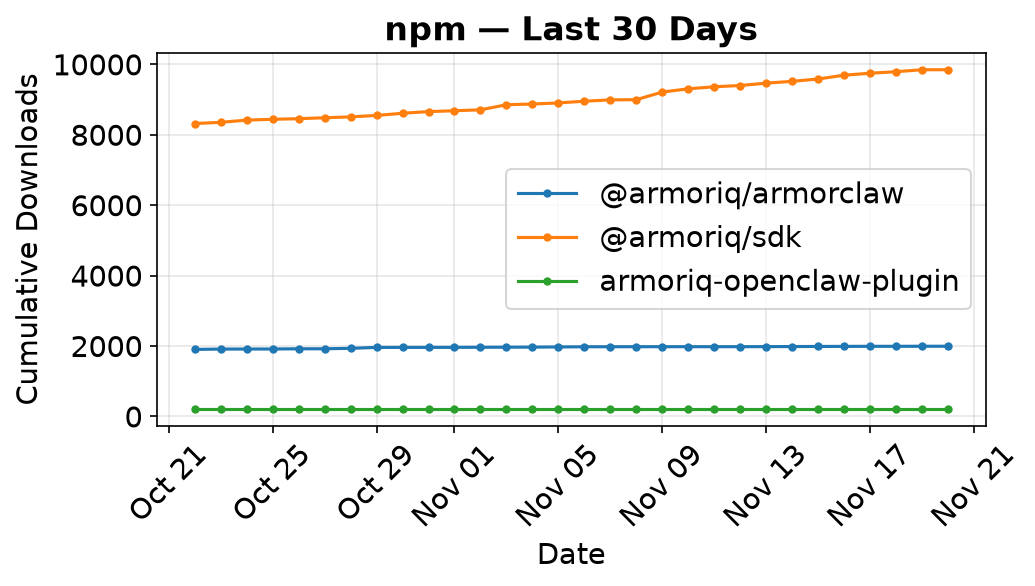 npm — Last 30 Days
Cumulative Downloads
10000
8000
6000
4000
2000
0
@armoriq/armorclaw
@armoriq/sdk
armoriq-openclaw-plugin
Oct 21
Oct 25
Oct 29
Nov 01
Nov 05
Nov 09
Nov 13
Nov 17
Nov 21
Date